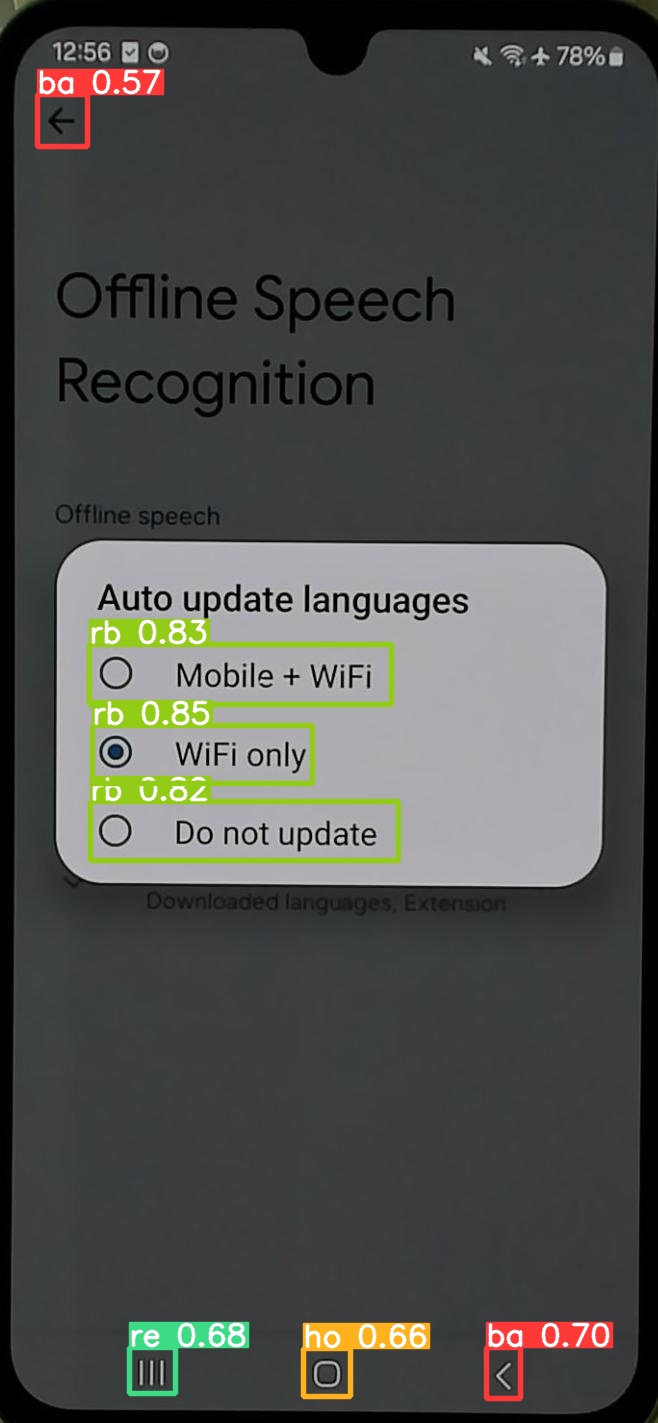 12:56
78%
ba 0.57
Offline Speech
Recognition
Offline speech
Auto update languages
rb 0.83
Mobile + WiFi
rb 0.85
WiFi only
rb 0.82
Do not update
Downloaded languages, Extension
re 0.68
ho 0.66
ba 0.70